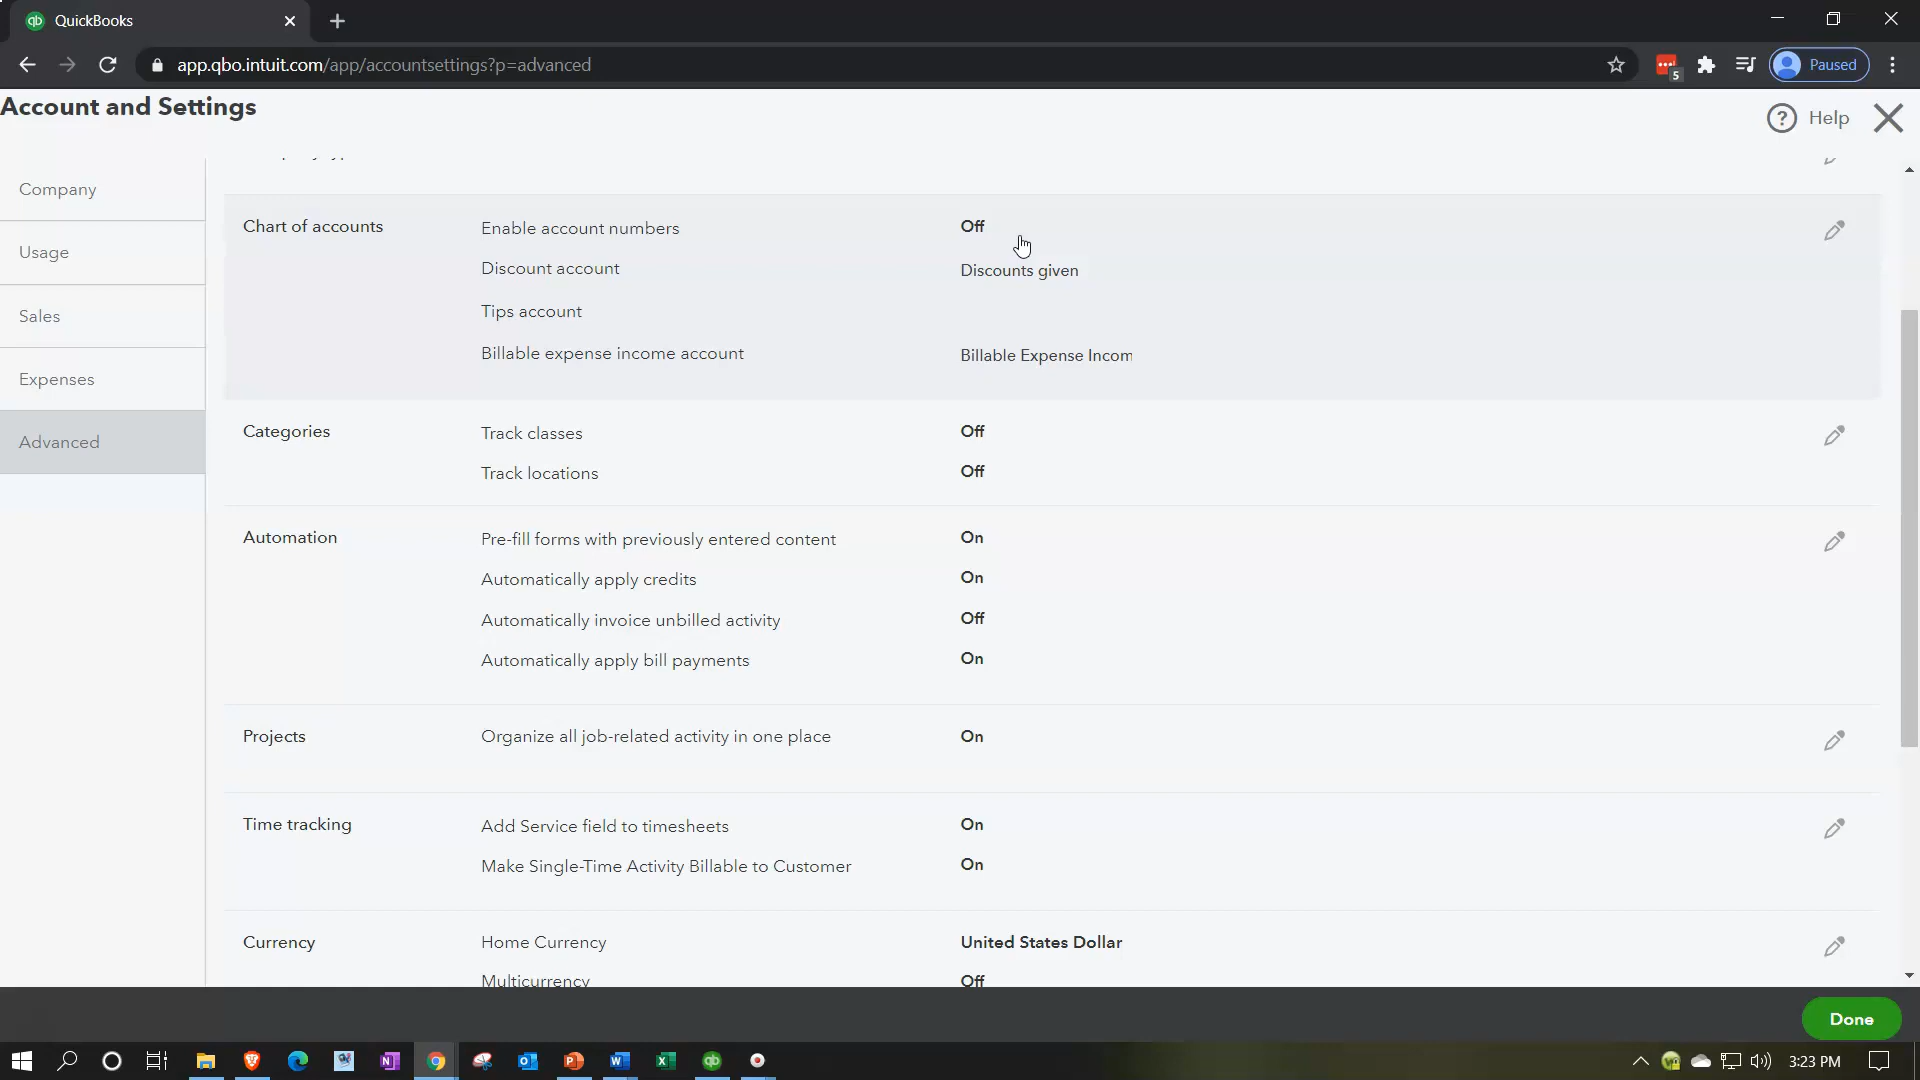 QuickBooks
app.qbo.intuit.com/app/accountsettings?p=advanced
5
Paused
Account and Settings
? Help
Company
Usage
Sales
Expenses
Advanced
Chart of accounts
Enable account numbers Off
Discount account Discounts given
Tips account
Billable expense income account Billable Expense Incom
Categories
Track classes Off
Track locations Off
Automation
Pre-fill forms with previously entered content On
Automatically apply credits On
Automatically invoice unbilled activity Off
Automatically apply bill payments On
Projects
Organize all job-related activity in one place On
Time tracking
Add Service field to timesheets On
Make Single-Time Activity Billable to Customer On
Currency
Home Currency United States Dollar
Multicurrency Off
Done
3:23 PM